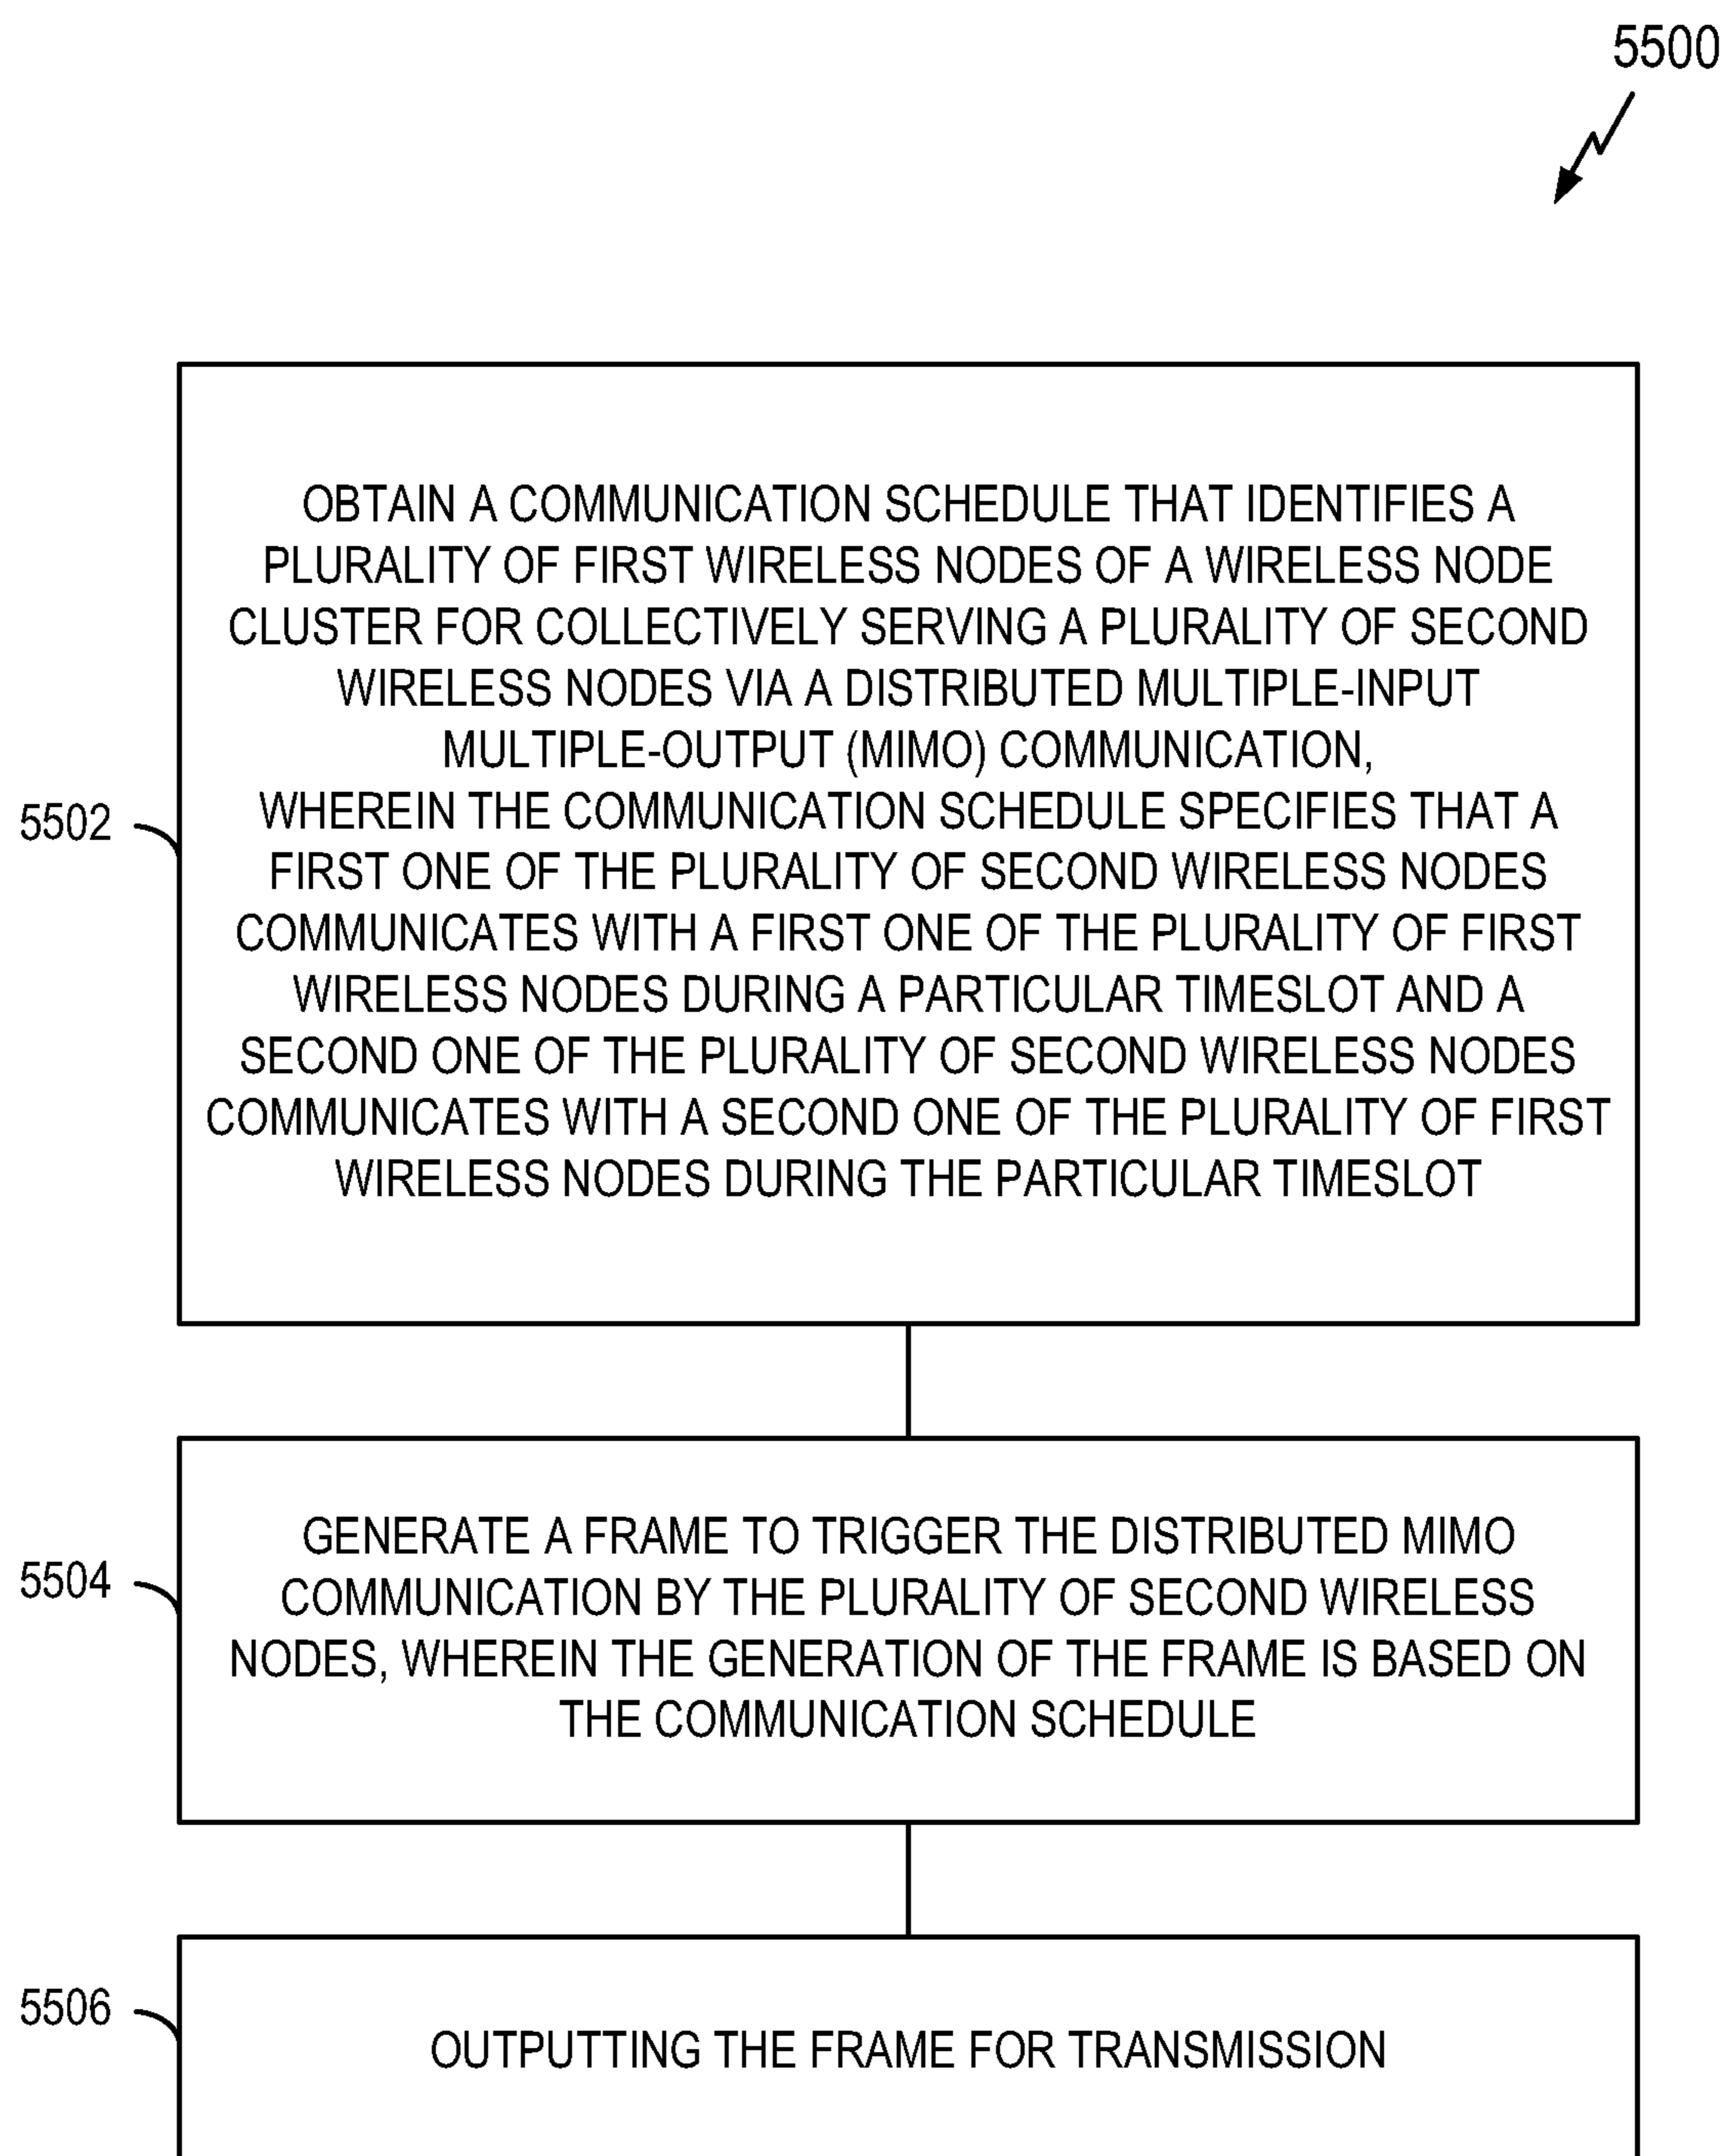 5500
OBTAIN A COMMUNICATION SCHEDULE THAT IDENTIFIES A
PLURALITY OF FIRST WIRELESS NODES OF A WIRELESS NODE
CLUSTER FOR COLLECTIVELY SERVING A PLURALITY OF SECOND
WIRELESS NODES VIA A DISTRIBUTED MULTIPLE-INPUT
MULTIPLE-OUTPUT (MIMO) COMMUNICATION,
WHEREIN THE COMMUNICATION SCHEDULE SPECIFIES THAT A
FIRST ONE OF THE PLURALITY OF SECOND WIRELESS NODES
COMMUNICATES WITH A FIRST ONE OF THE PLURALITY OF FIRST
WIRELESS NODES DURING A PARTICULAR TIMESLOT AND A
SECOND ONE OF THE PLURALITY OF SECOND WIRELESS NODES
COMMUNICATES WITH A SECOND ONE OF THE PLURALITY OF FIRST
WIRELESS NODES DURING THE PARTICULAR TIMESLOT
5502
GENERATE A FRAME TO TRIGGER THE DISTRIBUTED MIMO
COMMUNICATION BY THE PLURALITY OF SECOND WIRELESS
NODES, WHEREIN THE GENERATION OF THE FRAME IS BASED ON
THE COMMUNICATION SCHEDULE
5504
OUTPUTTING THE FRAME FOR TRANSMISSION
5506